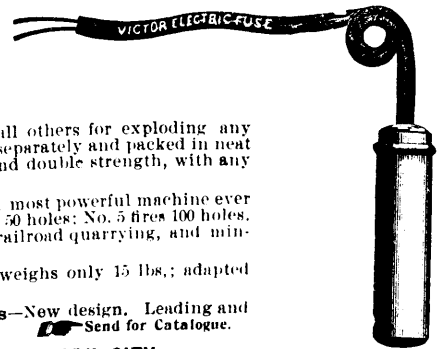 VICTOR ELECTRIC FUSE
all others for exploding any
separately and packed in neat
nd double strength, with any
most powerful machine ever
50 holes; No. 5 fires 100 holes.
railroad quarrying, and min-
weighs only 15 lbs.; adapted
s—New design. Leading and
Send for Catalogue.